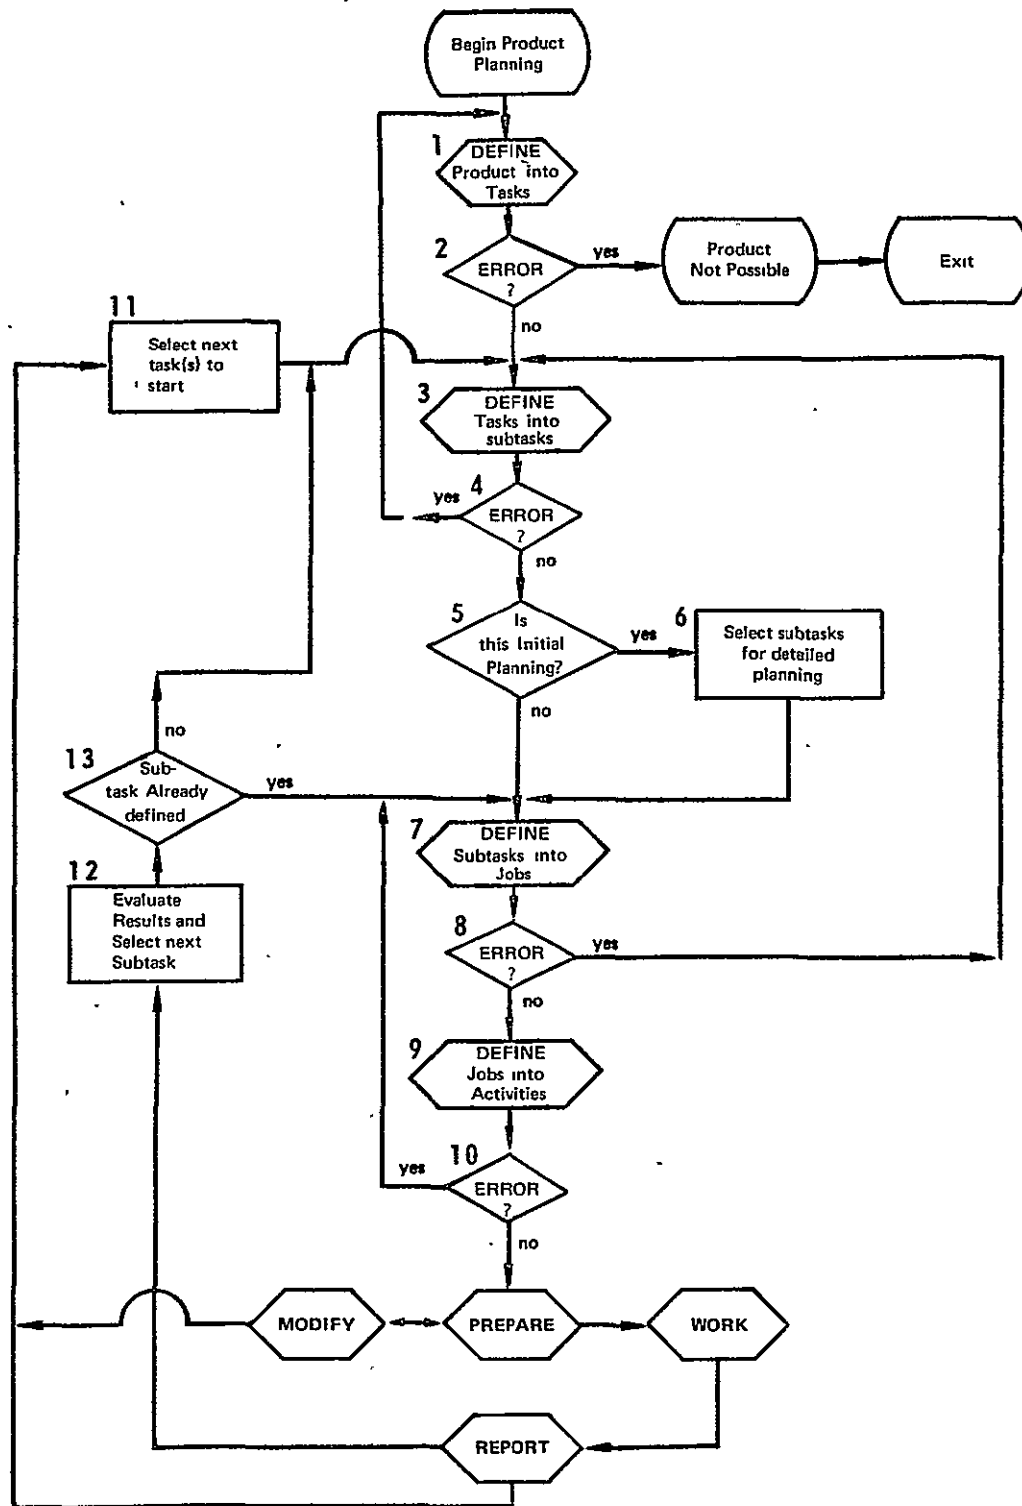 Begin Product
Planning
1
DEFINE
Product into
Tasks
2
ERROR
?
yes
no
Product
Not Possible
Exit
11
Select next
task(s) to
start
3
DEFINE
Tasks into
subtasks
4
ERROR
?
yes
no
5
Is
this Initial
Planning?
yes
no
6
Select subtasks
for detailed
planning
13
Sub-
task Already
defined
no
yes
7
DEFINE
Subtasks into
Jobs
12
Evaluate
Results and
Select next
Subtask
8
ERROR
?
yes
no
9
DEFINE
Jobs into
Activities
10
ERROR
?
yes
no
MODIFY
PREPARE
WORK
REPORT